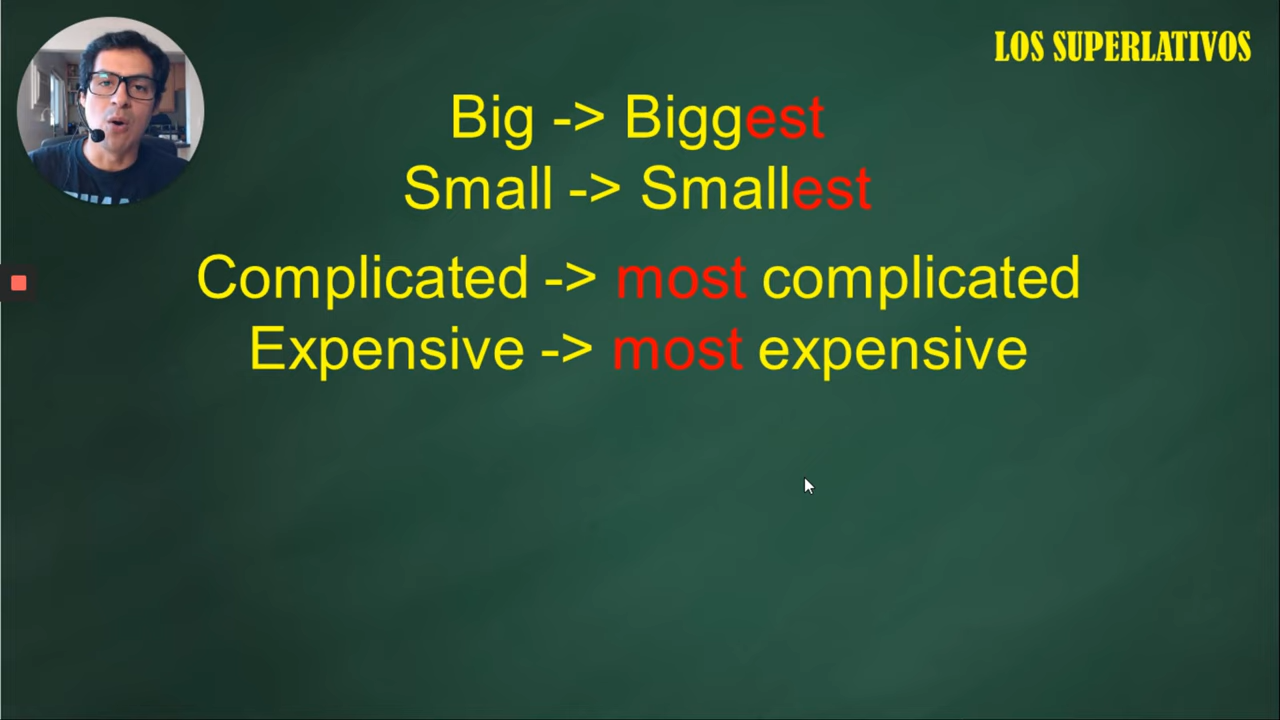 LOS SUPERLATIVOS
Big -> Biggest
Small -> Smallest
Complicated -> most complicated
Expensive -> most expensive